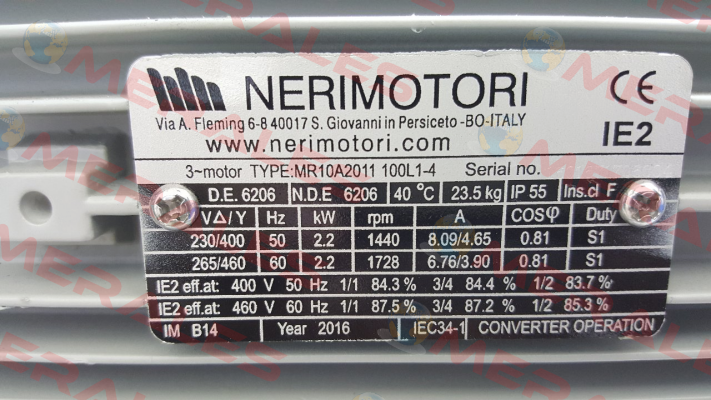 NERIMOTORI
CE
Via A. Fleming 6-8 40017 S. Giovanni in Persiceto -BO-ITALY
www.nerimotori.com
IE2
3~motor TYPE:MR10A2011 100L1-4 Serial no.
D.E. 6206 N.D.E 6206 40 °C 23.5 kg IP 55 Ins.cl F
VΔ/Y Hz kW rpm A COSφ Duty
230/400 50 2.2 1440 8.09/4.65 0.81 S1
265/460 60 2.2 1728 6.76/3.90 0.81 S1
IE2 eff.at: 400 V 50 Hz 1/1 84.3 % 3/4 84.4 % 1/2 83.7%
IE2 eff.at: 460 V 60 Hz 1/1 87.5 % 3/4 87.2 % 1/2 85.3%
IM B14 Year 2016 IEC34-1 CONVERTER OPERATION
MERALES
MERALES
MERALES
MERALES